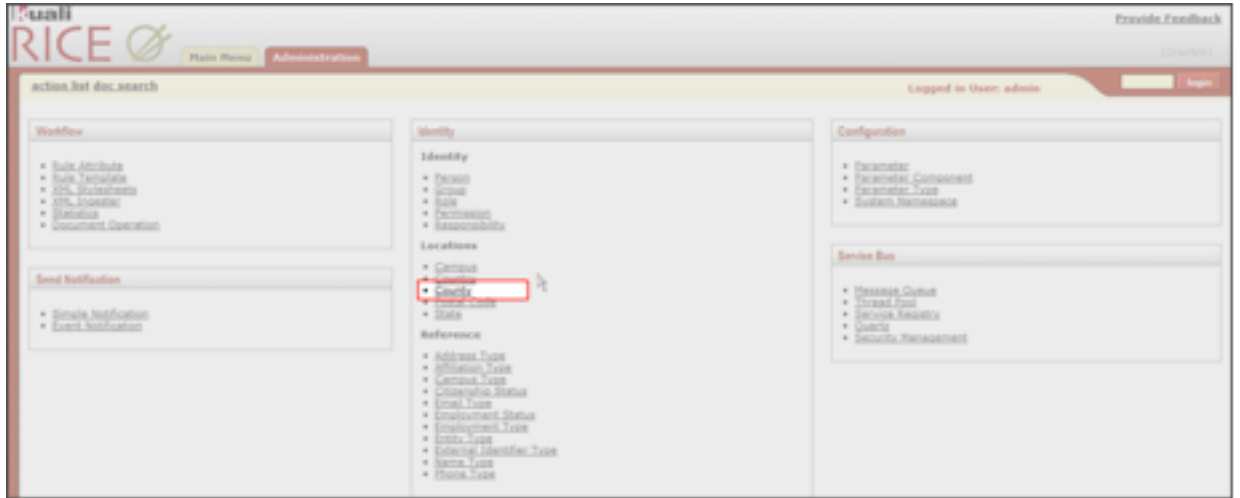 Kuali
RICE
Main Menu
Administration
Provide Feedback
action list doc search
Logged in User: admin
login
Workflow
Rule Attribute
Rule Template
XML Stylesheets
XML Ingester
Statistics
Document Operation
Send Notification
Simple Notification
Event Notification
Identity
Identity
Person
Group
Role
Permission
Responsibility
Locations
Campus
Country
County
Postal Code
State
Reference
Address Type
Affiliation Type
Campus Type
Citizenship Status
Email Type
Employment Status
Employment Type
Entity Type
External Identifier Type
Name Type
Phone Type
Configuration
Parameter
Parameter Component
Parameter Type
System Namespace
Service Bus
Message Queue
Thread Pool
Service Registry
Quartz
Security Management